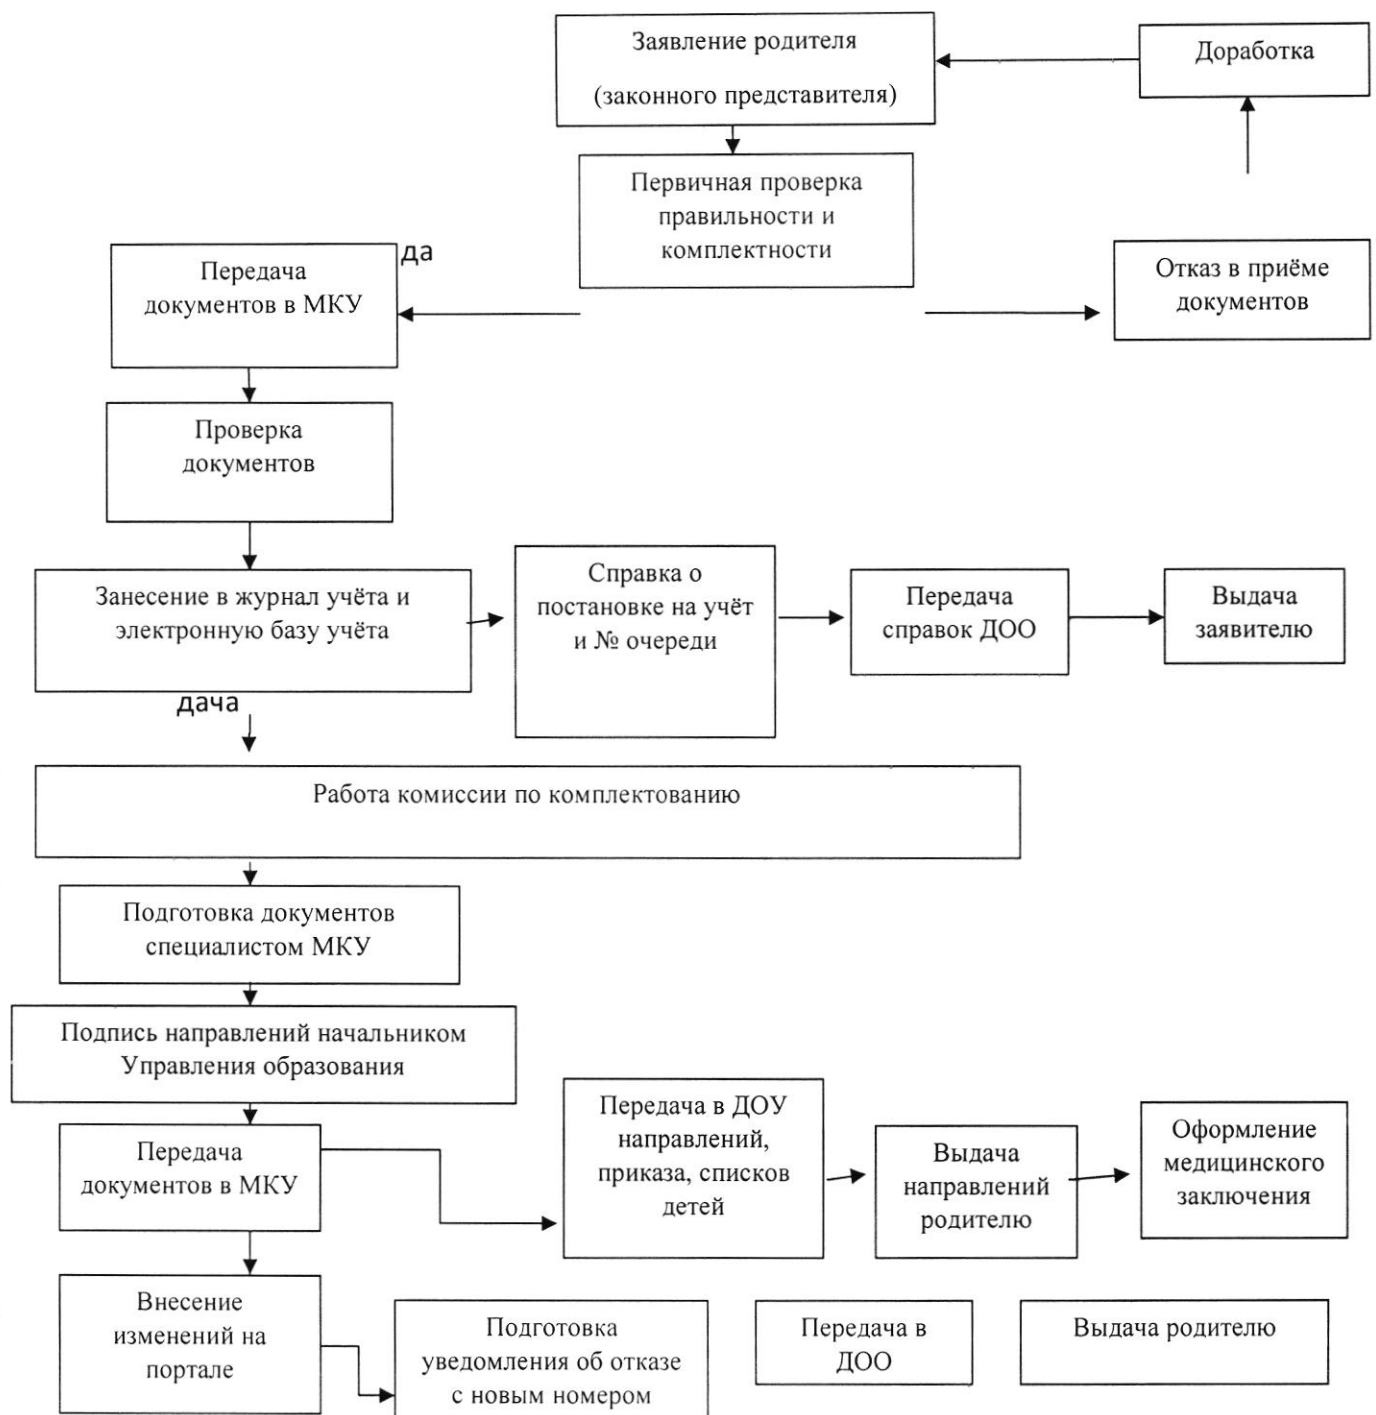 Заявление родителя
(законного представителя)
Доработка
Первичная проверка
правильности и
комплектности
да
Передача
документов в МКУ
Отказ в приёме
документов
Проверка
документов
Занесение в журнал учёта и
электронную базу учёта
Справка о
постановке на учёт
и № очереди
Передача
справок ДОО
Выдача
заявителю
дача
Работа комиссии по комплектованию
Подготовка документов
специалистом МКУ
Подпись направлений начальником
Управления образования
Передача
документов в МКУ
Передача в ДОУ
направлений,
приказа, списков
детей
Выдача
направлений
родителю
Оформление
медицинского
заключения
Внесение
изменений на
портале
Подготовка
уведомления об отказе
с новым номером
Передача в
ДОО
Выдача родителю